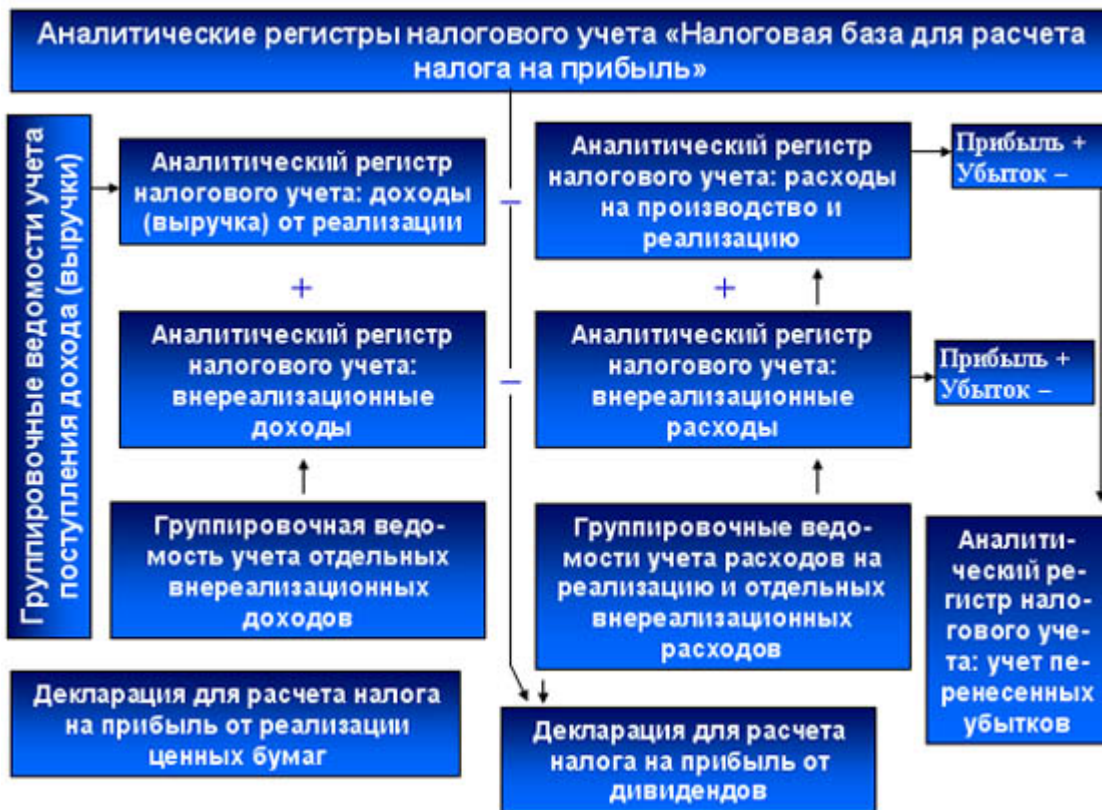 Аналитические регистры налогового учета «Налоговая база для расчета
налога на прибыль»
Группировочные ведомости учета
поступления дохода (выручки)
Аналитический регистр
налогового учета: доходы
(выручка) от реализации
–
Аналитический регистр
налогового учета: расходы
на производство и
реализацию
Прибыль +
Убыток –
+
+
Аналитический регистр
налогового учета:
внереализационные
доходы
–
Аналитический регистр
налогового учета:
внереализационные
расходы
Прибыль +
Убыток –
Группировочная ведо-
мость учета отдельных
внереализационных
доходов
Группировочные ведо-
мости учета расходов на
реализацию и отдельных
внереализационных
расходов
Аналити-
ческий ре-
гистр нало-
гового уче-
та: учет пе-
ренесенных
убытков
Декларация для расчета налога
на прибыль от реализации
ценных бумаг
Декларация для расчета
налога на прибыль от
дивидендов